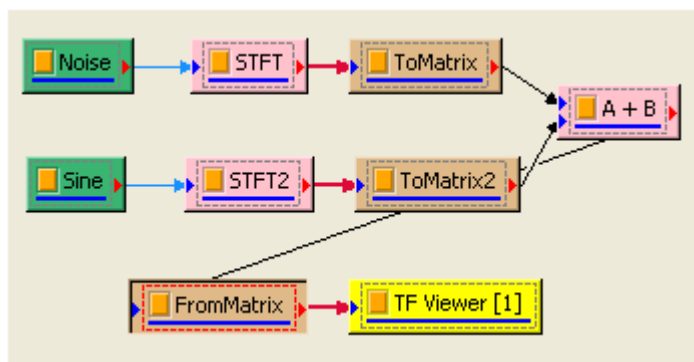 Noise
STFT
ToMatrix
A + B
Sine
STFT2
ToMatrix2
FromMatrix
TF Viewer [1]